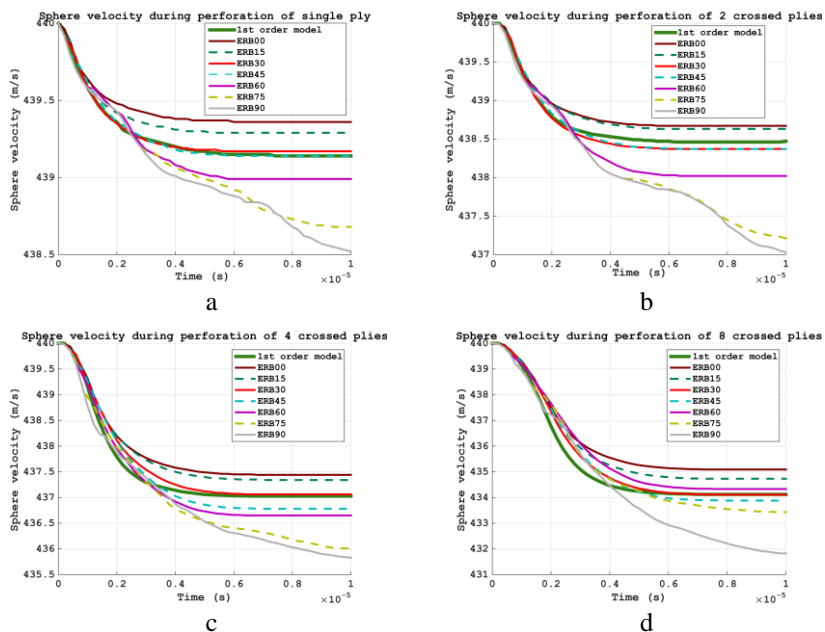 Sphere velocity during perforation of single ply
440
439.5
439
438.5
Sphere velocity (m/s)
1st order model
ERB00
ERB15
ERB30
ERB45
ERB60
ERB75
ERB90
0 0.2 0.4 0.6 0.8 1
Time (s)
×10⁻⁵
a
Sphere velocity during perforation of 2 crossed plies
440
439.5
439
438.5
438
437.5
437
Sphere velocity (m/s)
1st order model
ERB00
ERB15
ERB30
ERB45
ERB60
ERB75
ERB90
0 0.2 0.4 0.6 0.8 1
Time (s)
×10⁻⁵
b
Sphere velocity during perforation of 4 crossed plies
440
439.5
439
438.5
438
437.5
437
436.5
436
435.5
Sphere velocity (m/s)
1st order model
ERB00
ERB15
ERB30
ERB45
ERB60
ERB75
ERB90
0 0.2 0.4 0.6 0.8 1
Time (s)
×10⁻⁵
c
Sphere velocity during perforation of 8 crossed plies
440
439
438
437
436
435
434
433
432
431
Sphere velocity (m/s)
1st order model
ERB00
ERB15
ERB30
ERB45
ERB60
ERB75
ERB90
0 0.2 0.4 0.6 0.8 1
Time (s)
×10⁻⁵
d